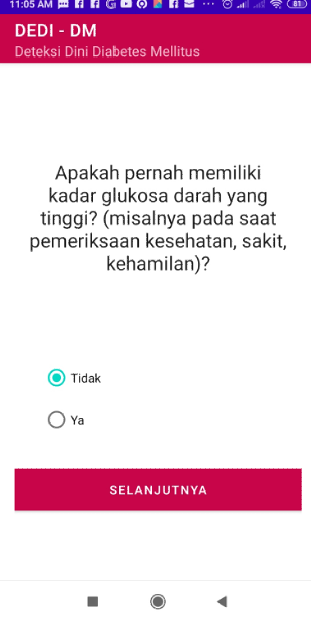 11:05 AM
81
DEDI - DM
Deteksi Dini Diabetes Mellitus
Apakah pernah memiliki
kadar glukosa darah yang
tinggi? (misalnya pada saat
pemeriksaan kesehatan, sakit,
kehamilan)?
Tidak
Ya
SELANJUTNYA